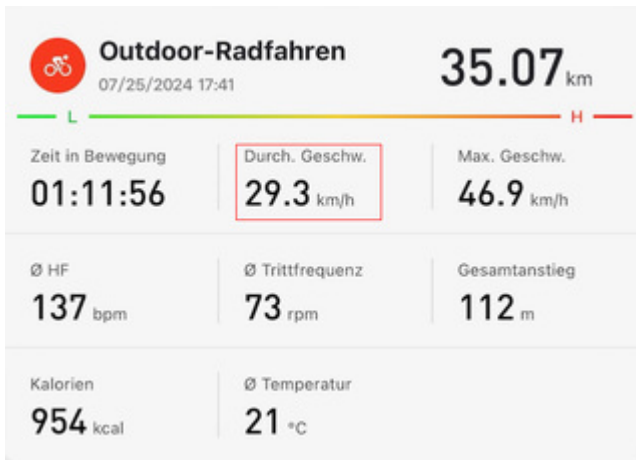 Outdoor-Radfahren
07/25/2024 17:41
35.07 km
L H
Zeit in Bewegung
01:11:56
Durch. Geschw.
29.3 km/h
Max. Geschw.
46.9 km/h
Ø HF
137 bpm
Ø Trittfrequenz
73 rpm
Gesamtanstieg
112 m
Kalorien
954 kcal
Ø Temperatur
21 °C